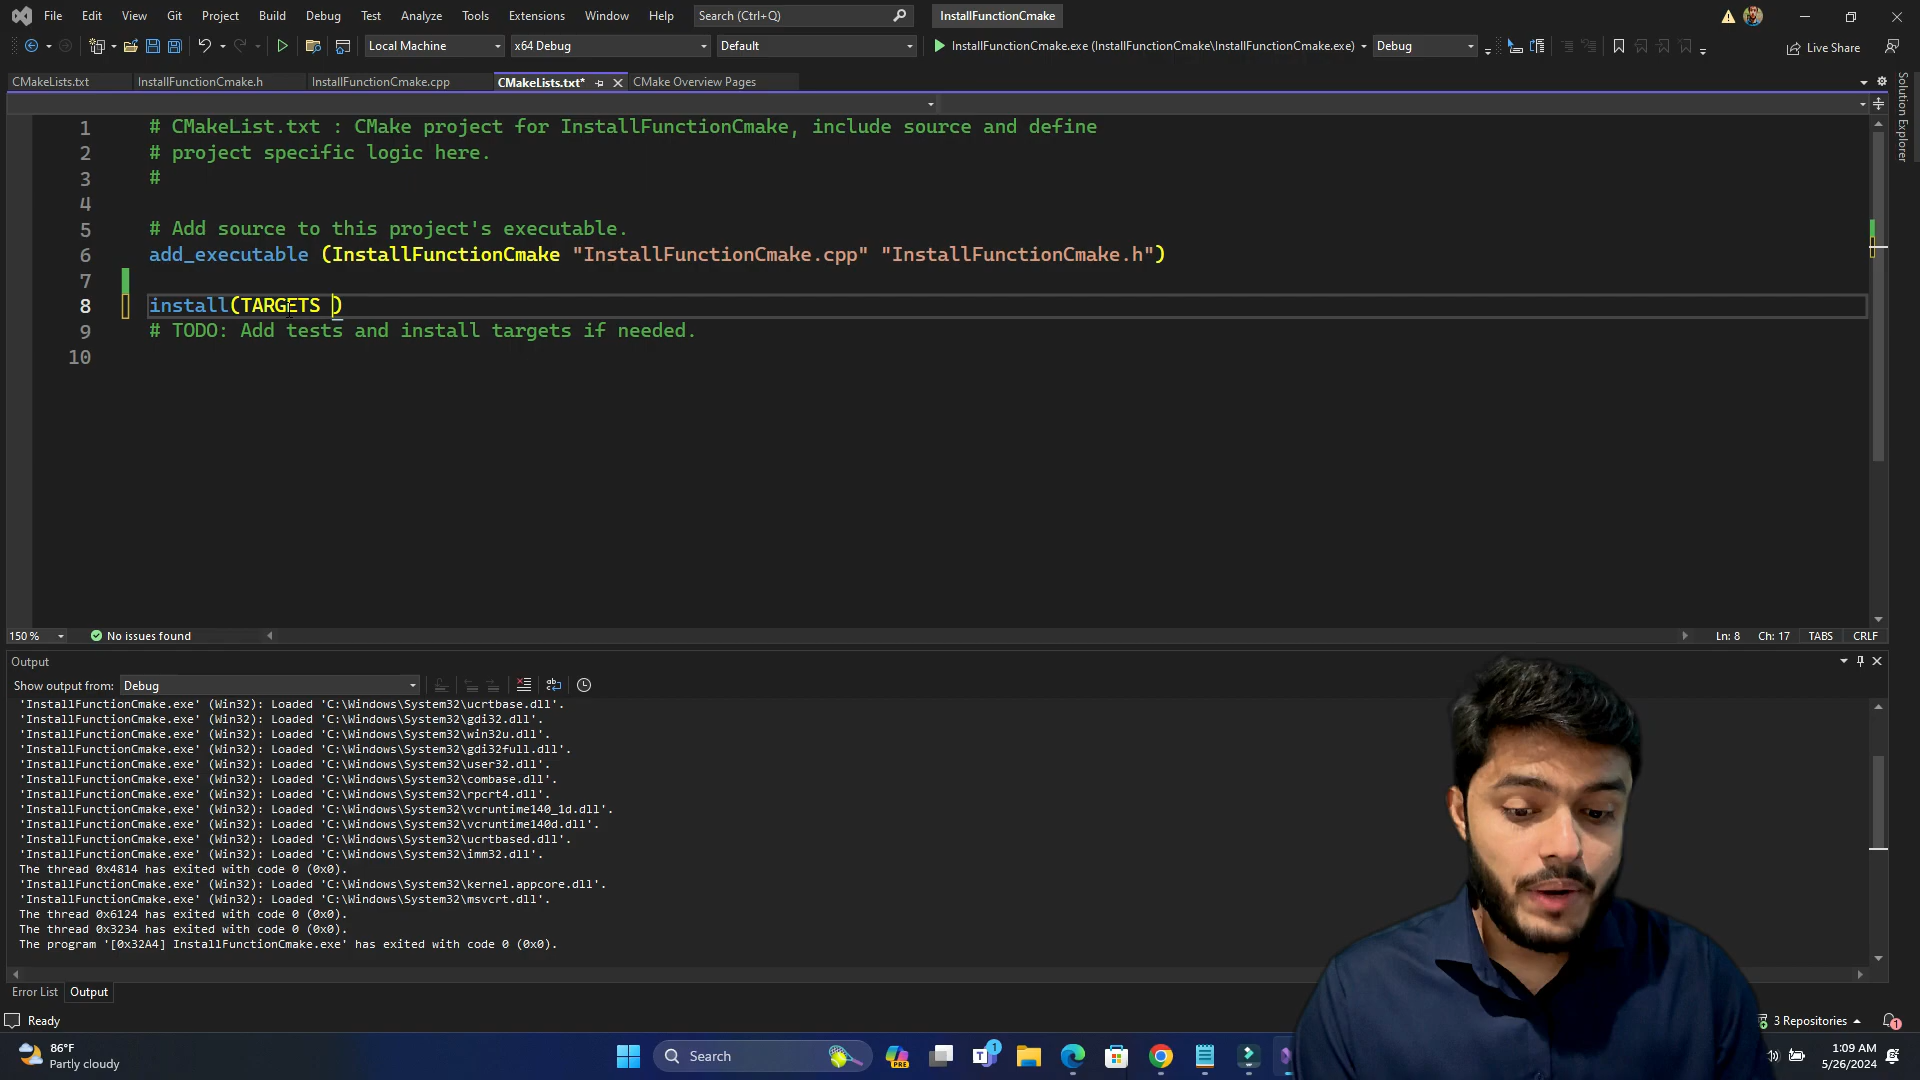 File Edit View Git Project Build Debug Test Analyze Tools Extensions Window Help Search (Ctrl+Q) InstallFunctionCmake
Local Machine x64 Debug Default InstallFunctionCmake.exe (InstallFunctionCmake\InstallFunctionCmake.exe) Debug Live Share
CMakeLists.txt InstallFunctionCmake.h InstallFunctionCmake.cpp CMakeLists.txt* CMake Overview Pages
Solution Explorer
1 # CMakeList.txt : CMake project for InstallFunctionCmake, include source and define
2 # project specific logic here.
3 #
4
5 # Add source to this project's executable.
6 add_executable (InstallFunctionCmake "InstallFunctionCmake.cpp" "InstallFunctionCmake.h")
7
8 install(TARGETS )
9 # TODO: Add tests and install targets if needed.
10
150 % No issues found Ln: 8 Ch: 17 TABS CRLF
Output
Show output from: Debug
'InstallFunctionCmake.exe' (Win32): Loaded 'C:\Windows\System32\ucrtbase.dll'.
'InstallFunctionCmake.exe' (Win32): Loaded 'C:\Windows\System32\gdi32.dll'.
'InstallFunctionCmake.exe' (Win32): Loaded 'C:\Windows\System32\win32u.dll'.
'InstallFunctionCmake.exe' (Win32): Loaded 'C:\Windows\System32\gdi32full.dll'.
'InstallFunctionCmake.exe' (Win32): Loaded 'C:\Windows\System32\user32.dll'.
'InstallFunctionCmake.exe' (Win32): Loaded 'C:\Windows\System32\combase.dll'.
'InstallFunctionCmake.exe' (Win32): Loaded 'C:\Windows\System32\rpcrt4.dll'.
'InstallFunctionCmake.exe' (Win32): Loaded 'C:\Windows\System32\vcruntime140_1d.dll'.
'InstallFunctionCmake.exe' (Win32): Loaded 'C:\Windows\System32\vcruntime140d.dll'.
'InstallFunctionCmake.exe' (Win32): Loaded 'C:\Windows\System32\ucrtbased.dll'.
'InstallFunctionCmake.exe' (Win32): Loaded 'C:\Windows\System32\imm32.dll'.
The thread 0x4814 has exited with code 0 (0x0).
'InstallFunctionCmake.exe' (Win32): Loaded 'C:\Windows\System32\kernel.appcore.dll'.
'InstallFunctionCmake.exe' (Win32): Loaded 'C:\Windows\System32\msvcrt.dll'.
The thread 0x6124 has exited with code 0 (0x0).
The thread 0x3234 has exited with code 0 (0x0).
The program '[0x32A4] InstallFunctionCmake.exe' has exited with code 0 (0x0).
Error List Output
Ready 3 Repositories 1
86°F
Partly cloudy
Search PRE 1
1:09 AM
5/26/2024